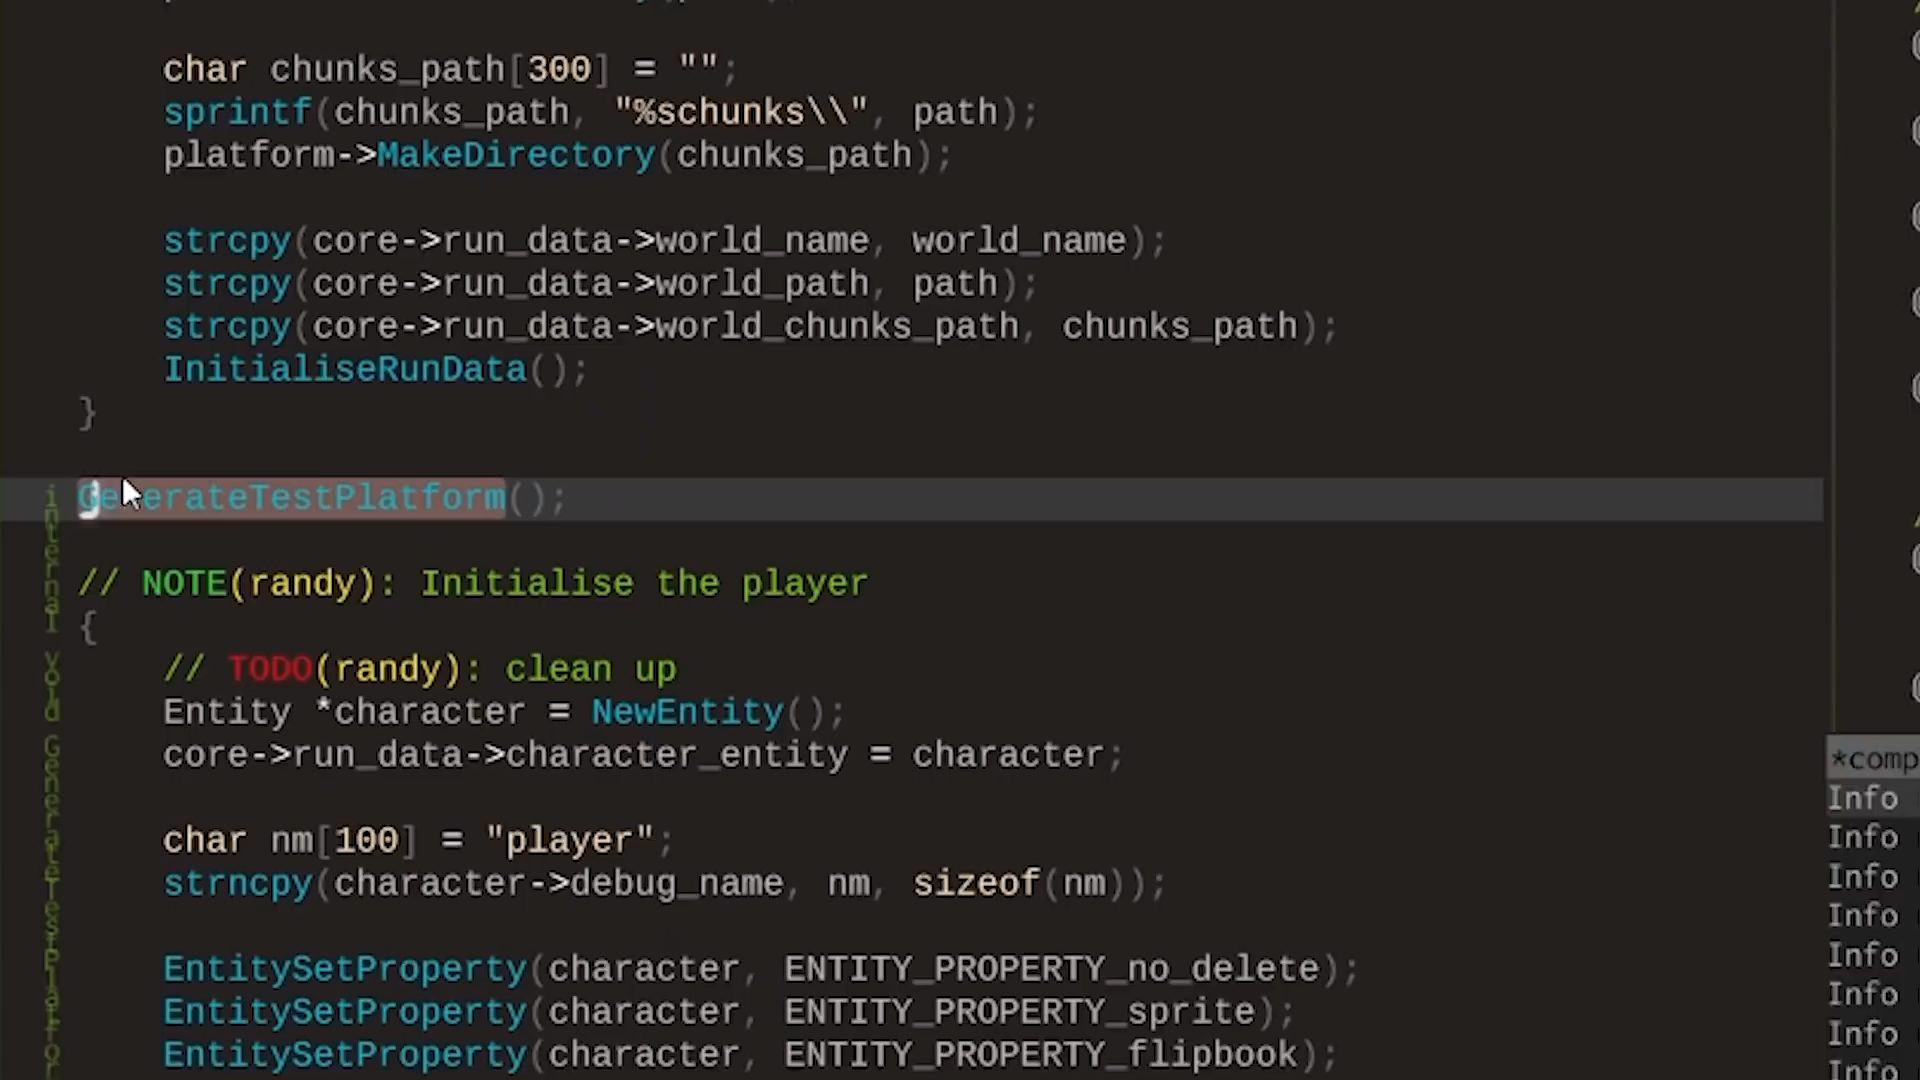 char chunks_path[300] = "";
sprintf(chunks_path, "%schunks\\", path);
platform->MakeDirectory(chunks_path);
strcpy(core->run_data->world_name, world_name);
strcpy(core->run_data->world_path, path);
strcpy(core->run_data->world_chunks_path, chunks_path);
InitialiseRunData();
}
GenerateTestPlatform();
// NOTE(randy): Initialise the player
{
// TODO(randy): clean up
Entity *character = NewEntity();
core->run_data->character_entity = character;
char nm[100] = "player";
strncpy(character->debug_name, nm, sizeof(nm));
EntitySetProperty(character, ENTITY_PROPERTY_no_delete);
EntitySetProperty(character, ENTITY_PROPERTY_sprite);
EntitySetProperty(character, ENTITY_PROPERTY_flipbook);
internal void GenerateTestPlatfor
*comp
Info
Info
Info
Info
Info
Info
Info
Info